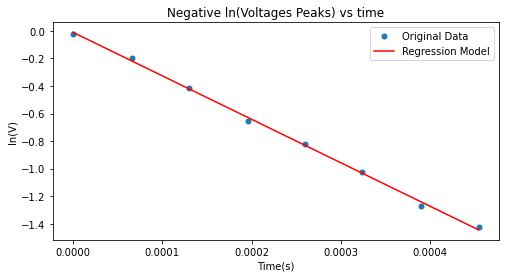 Negative ln(Voltages Peaks) vs time
Original Data
Regression Model
ln(V)
0.0
−0.2
−0.4
−0.6
−0.8
−1.0
−1.2
−1.4
0.0000
0.0001
0.0002
0.0003
0.0004
Time(s)